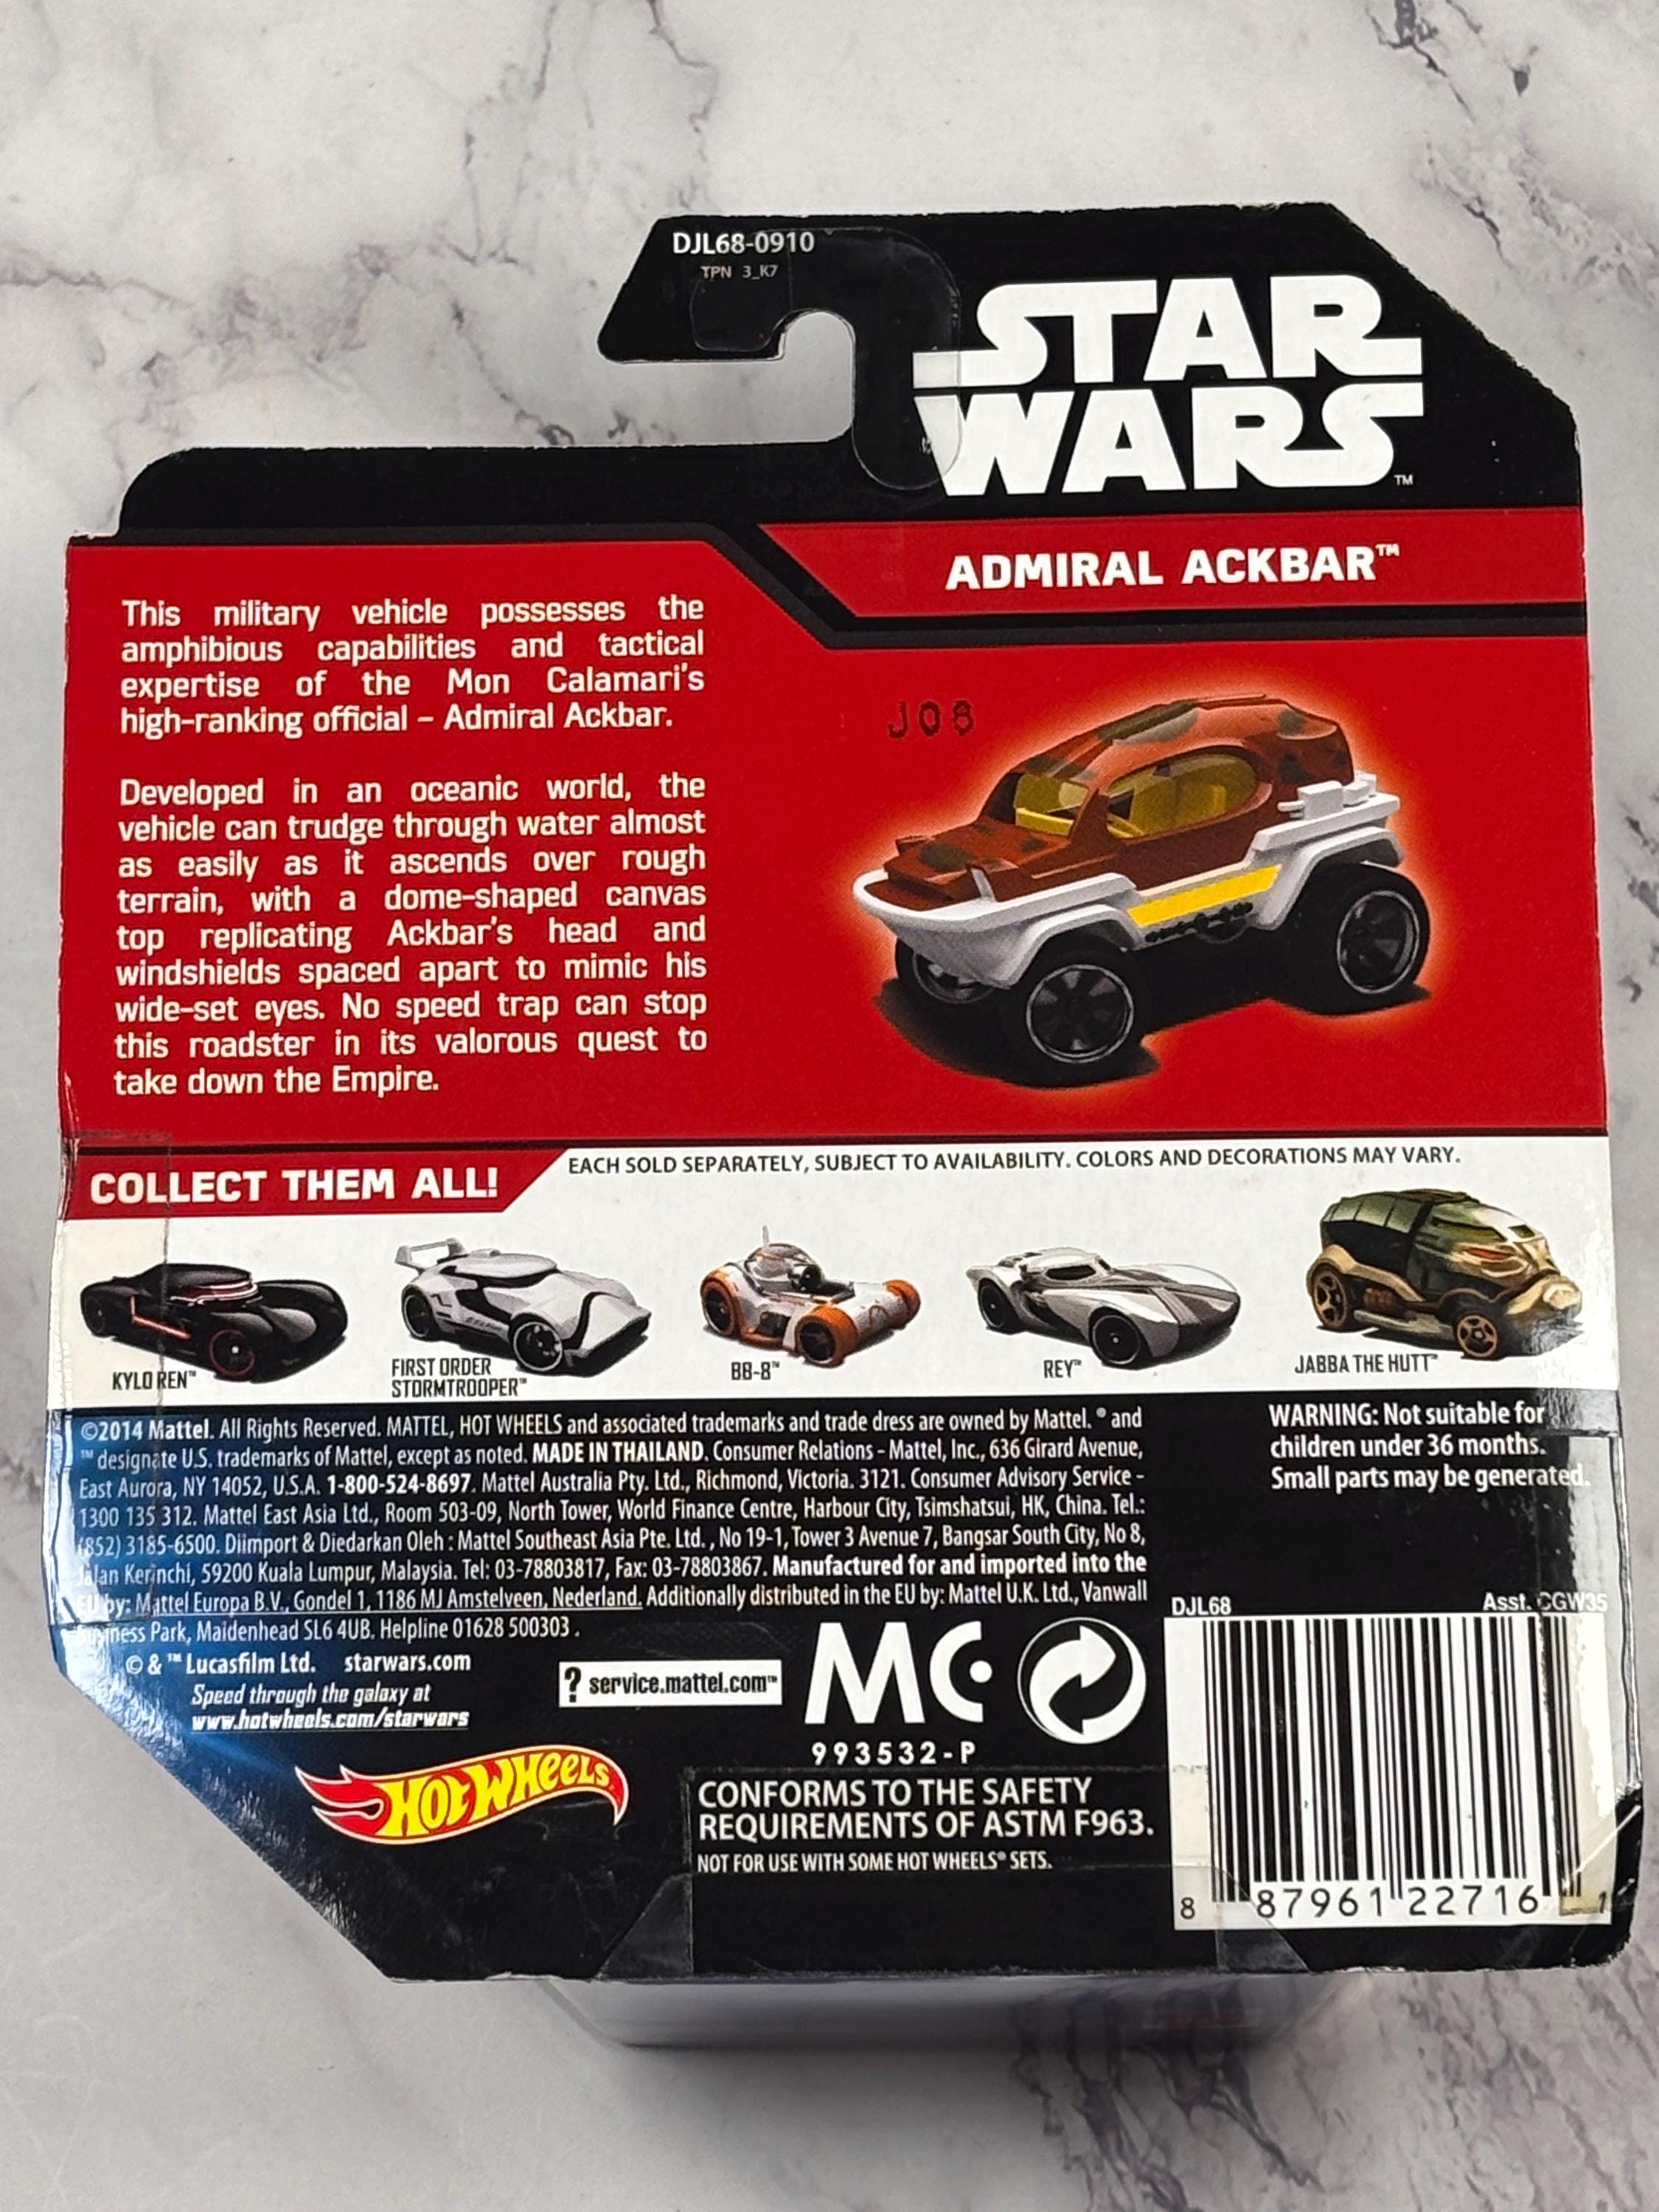 DJL68-0910
TPN 3_K7
STAR
WARS™
ADMIRAL ACKBAR™
This military vehicle possesses the
amphibious capabilities and tactical
expertise of the Mon Calamari's
high-ranking official – Admiral Ackbar.
Developed in an oceanic world, the
vehicle can trudge through water almost
as easily as it ascends over rough
terrain, with a dome-shaped canvas
top replicating Ackbar's head and
windshields spaced apart to mimic his
wide-set eyes. No speed trap can stop
this roadster in its valorous quest to
take down the Empire.
J08
COLLECT THEM ALL!
EACH SOLD SEPARATELY, SUBJECT TO AVAILABILITY. COLORS AND DECORATIONS MAY VARY.
KYLO REN™
FIRST ORDER
STORMTROOPER™
BB-8™
REY™
JABBA THE HUTT™
©2014 Mattel. All Rights Reserved. MATTEL, HOT WHEELS and associated trademarks and trade dress are owned by Mattel. ® and
™ designate U.S. trademarks of Mattel, except as noted. MADE IN THAILAND. Consumer Relations - Mattel, Inc., 636 Girard Avenue,
East Aurora, NY 14052, U.S.A. 1-800-524-8697. Mattel Australia Pty. Ltd., Richmond, Victoria. 3121. Consumer Advisory Service -
1300 135 312. Mattel East Asia Ltd., Room 503-09, North Tower, World Finance Centre, Harbour City, Tsimshatsui, HK, China. Tel.:
(852) 3185-6500. Diimport & Diedarkan Oleh : Mattel Southeast Asia Pte. Ltd. , No 19-1, Tower 3 Avenue 7, Bangsar South City, No 8,
Jalan Kerinchi, 59200 Kuala Lumpur, Malaysia. Tel: 03-78803817, Fax: 03-78803867. Manufactured for and imported into the
EU by: Mattel Europa B.V., Gondel 1, 1186 MJ Amstelveen, Nederland. Additionally distributed in the EU by: Mattel U.K. Ltd., Vanwall
Business Park, Maidenhead SL6 4UB. Helpline 01628 500303 .
© & ™ Lucasfilm Ltd. starwars.com
Speed through the galaxy at
www.hotwheels.com/starwars
? service.mattel.com™
MC
993532-P
HOT WHEELS
CONFORMS TO THE SAFETY
REQUIREMENTS OF ASTM F963.
NOT FOR USE WITH SOME HOT WHEELS® SETS.
WARNING: Not suitable for
children under 36 months.
Small parts may be generated.
DJL68 Asst. CGW35
8 87961 22716 1